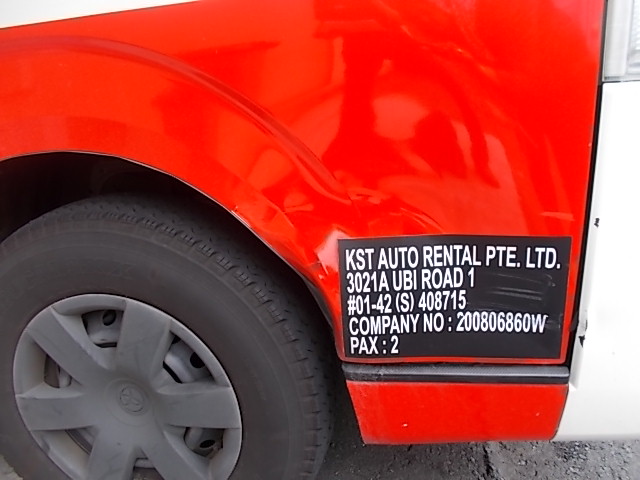 KST AUTO RENTAL PTE. LTD.
3021A UBI ROAD 1
#01-42 (S) 408715
COMPANY NO : 200806860W
PAX : 2